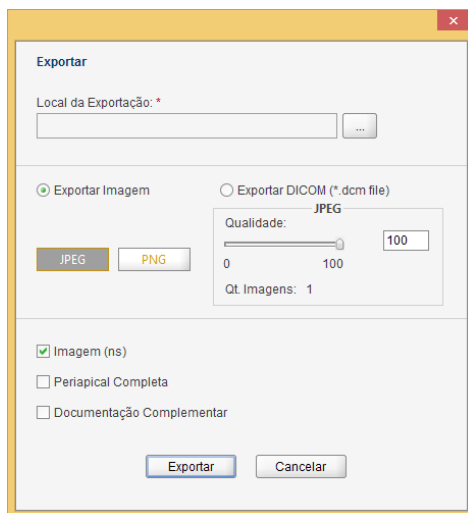 Exportar
Local da Exportação: *
...
Exportar Imagem
Exportar DICOM (*.dcm file)
JPEG
Qualidade:
100
JPEG
PNG
0
100
Qt. Imagens: 1
Imagem (ns)
Periapical Completa
Documentação Complementar
Exportar
Cancelar